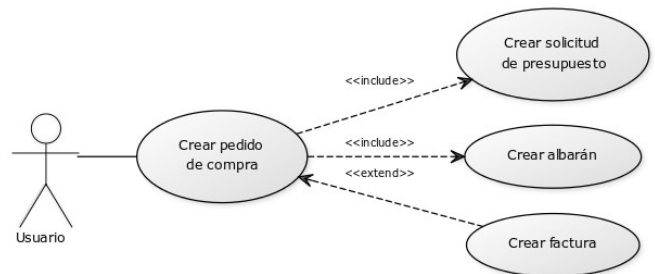 Crear solicitud
de presupuesto
<<include>>
Crear pedido
de compra
<<include>>
Crear albarán
<<extend>>
Usuario
Crear factura